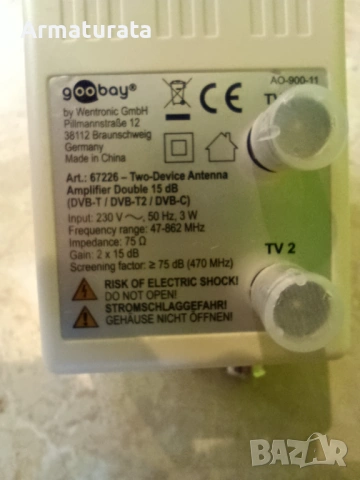 Armaturata
goobay®
by Wentronic GmbH
Pillmannstraße 12
38112 Braunschweig
Germany
Made in China
CE
AO-900-11
TV
Art.: 67226 – Two-Device Antenna
Amplifier Double 15 dB
(DVB-T / DVB-T2 / DVB-C)
Input: 230 V ~, 50 Hz, 3 W
Frequency range: 47-862 MHz
Impedance: 75 Ω
Gain: 2 x 15 dB
Screening factor: ≥ 75 dB (470 MHz)
TV 2
RISK OF ELECTRIC SHOCK!
DO NOT OPEN!
STROMSCHLAGGEFAHR!
GEHÄUSE NICHT ÖFFNEN!
BAZAR